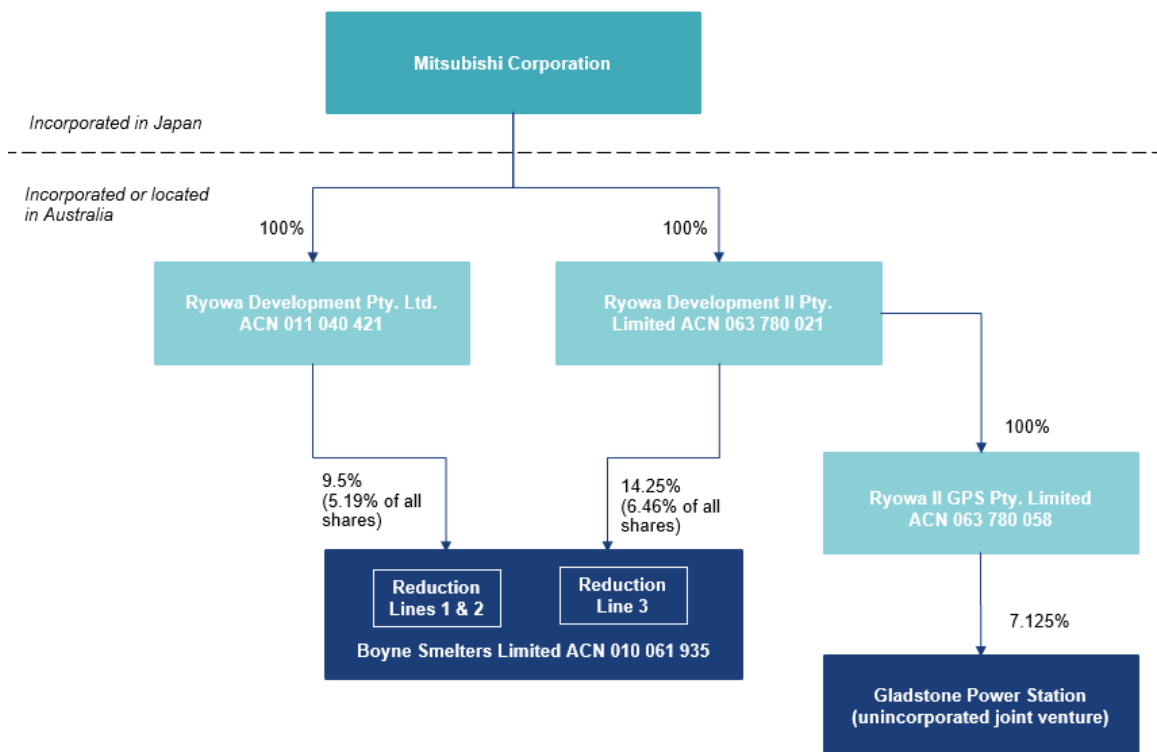 Mitsubishi Corporation
Incorporated in Japan
Incorporated or located
in Australia
100%
100%
Ryowa Development Pty. Ltd.
ACN 011 040 421
Ryowa Development II Pty.
Limited ACN 063 780 021
100%
9.5%
(5.19% of all
shares)
14.25%
(6.46% of all
shares)
Ryowa II GPS Pty. Limited
ACN 063 780 058
Reduction
Lines 1 & 2
Reduction
Line 3
Boyne Smelters Limited ACN 010 061 935
7.125%
Gladstone Power Station
(unincorporated joint venture)